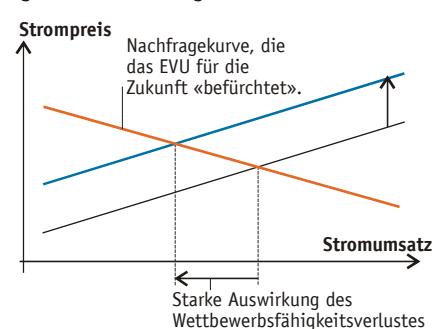 Strompreis
Nachfragekurve, die
das EVU für die
Zukunft «befürchtet».
Stromumsatz
Starke Auswirkung des
Wettbewerbsfähigkeitsverlustes